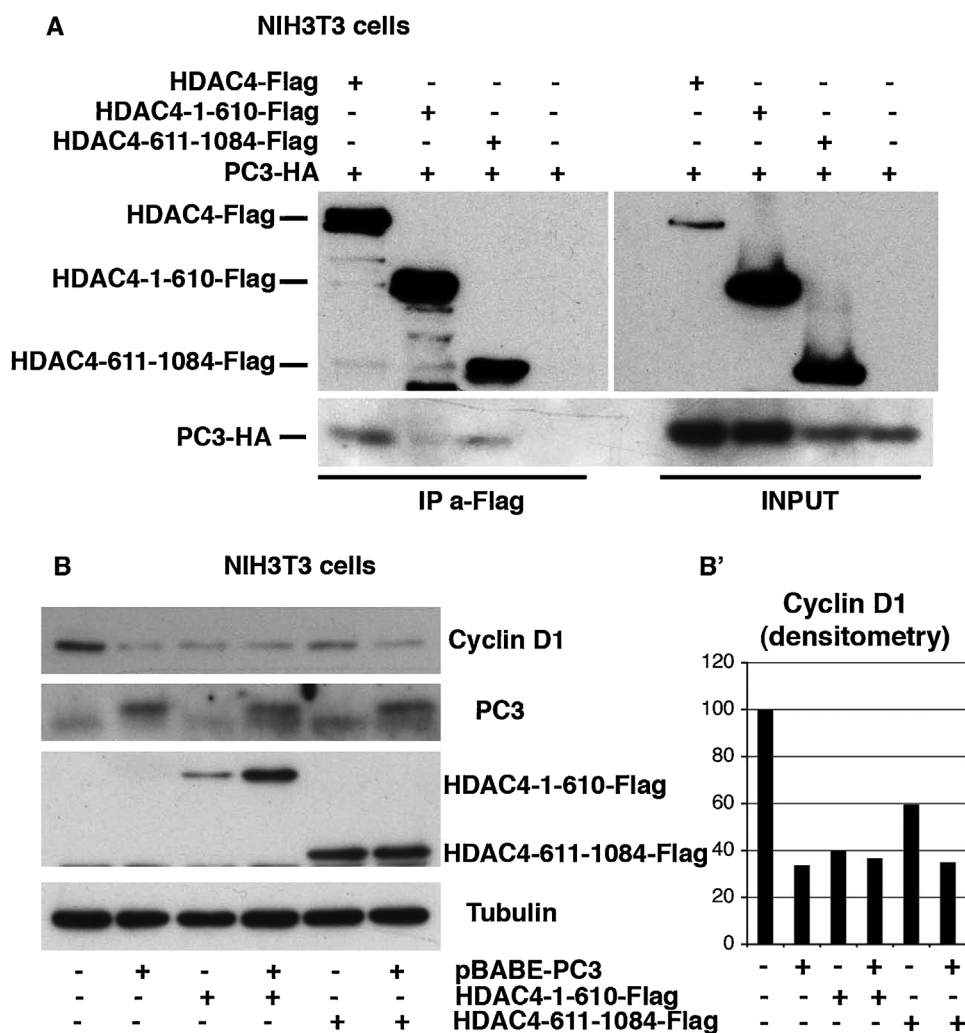 A NIH3T3 cells
HDAC4-Flag + - - - + - - -
HDAC4-1-610-Flag - + - - - + - -
HDAC4-611-1084-Flag - - + - - - + -
PC3-HA + + + + + + + +
HDAC4-Flag
HDAC4-1-610-Flag
HDAC4-611-1084-Flag
PC3-HA
IP a-Flag INPUT
B NIH3T3 cells
Cyclin D1
PC3
HDAC4-1-610-Flag
HDAC4-611-1084-Flag
Tubulin
- + - + - + pBABE-PC3
- - + + - - HDAC4-1-610-Flag
- - - - + + HDAC4-611-1084-Flag
B'
Cyclin D1
(densitometry)
120
100
80
60
40
20
0
- + - + - +
- - + + - -
- - - - + +